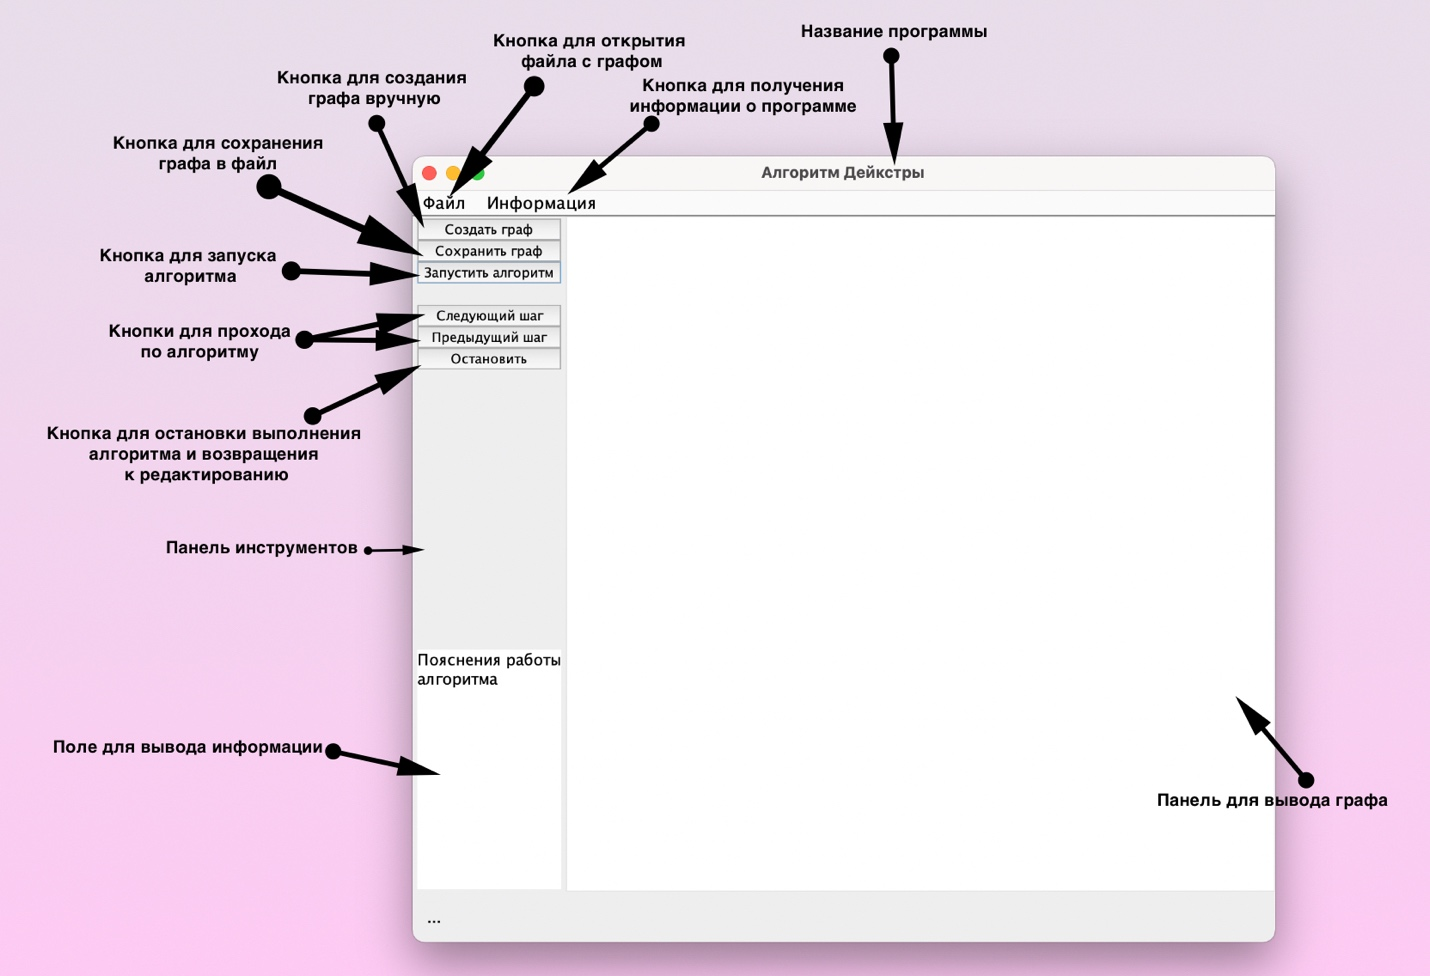 Название программы
Кнопка для открытия
файла с графом
Кнопка для создания
графа вручную
Кнопка для получения
информации о программе
Кнопка для сохранения
графа в файл
Алгоритм Дейкстры
Файл Информация
Создать граф
Сохранить граф
Запустить алгоритм
Кнопка для запуска
алгоритма
Следующий шаг
Предыдущий шаг
Остановить
Кнопки для прохода
по алгоритму
Кнопка для остановки выполнения
алгоритма и возвращения
к редактированию
Панель инструментов
Пояснения работы
алгоритма
Поле для вывода информации
Панель для вывода графа
...